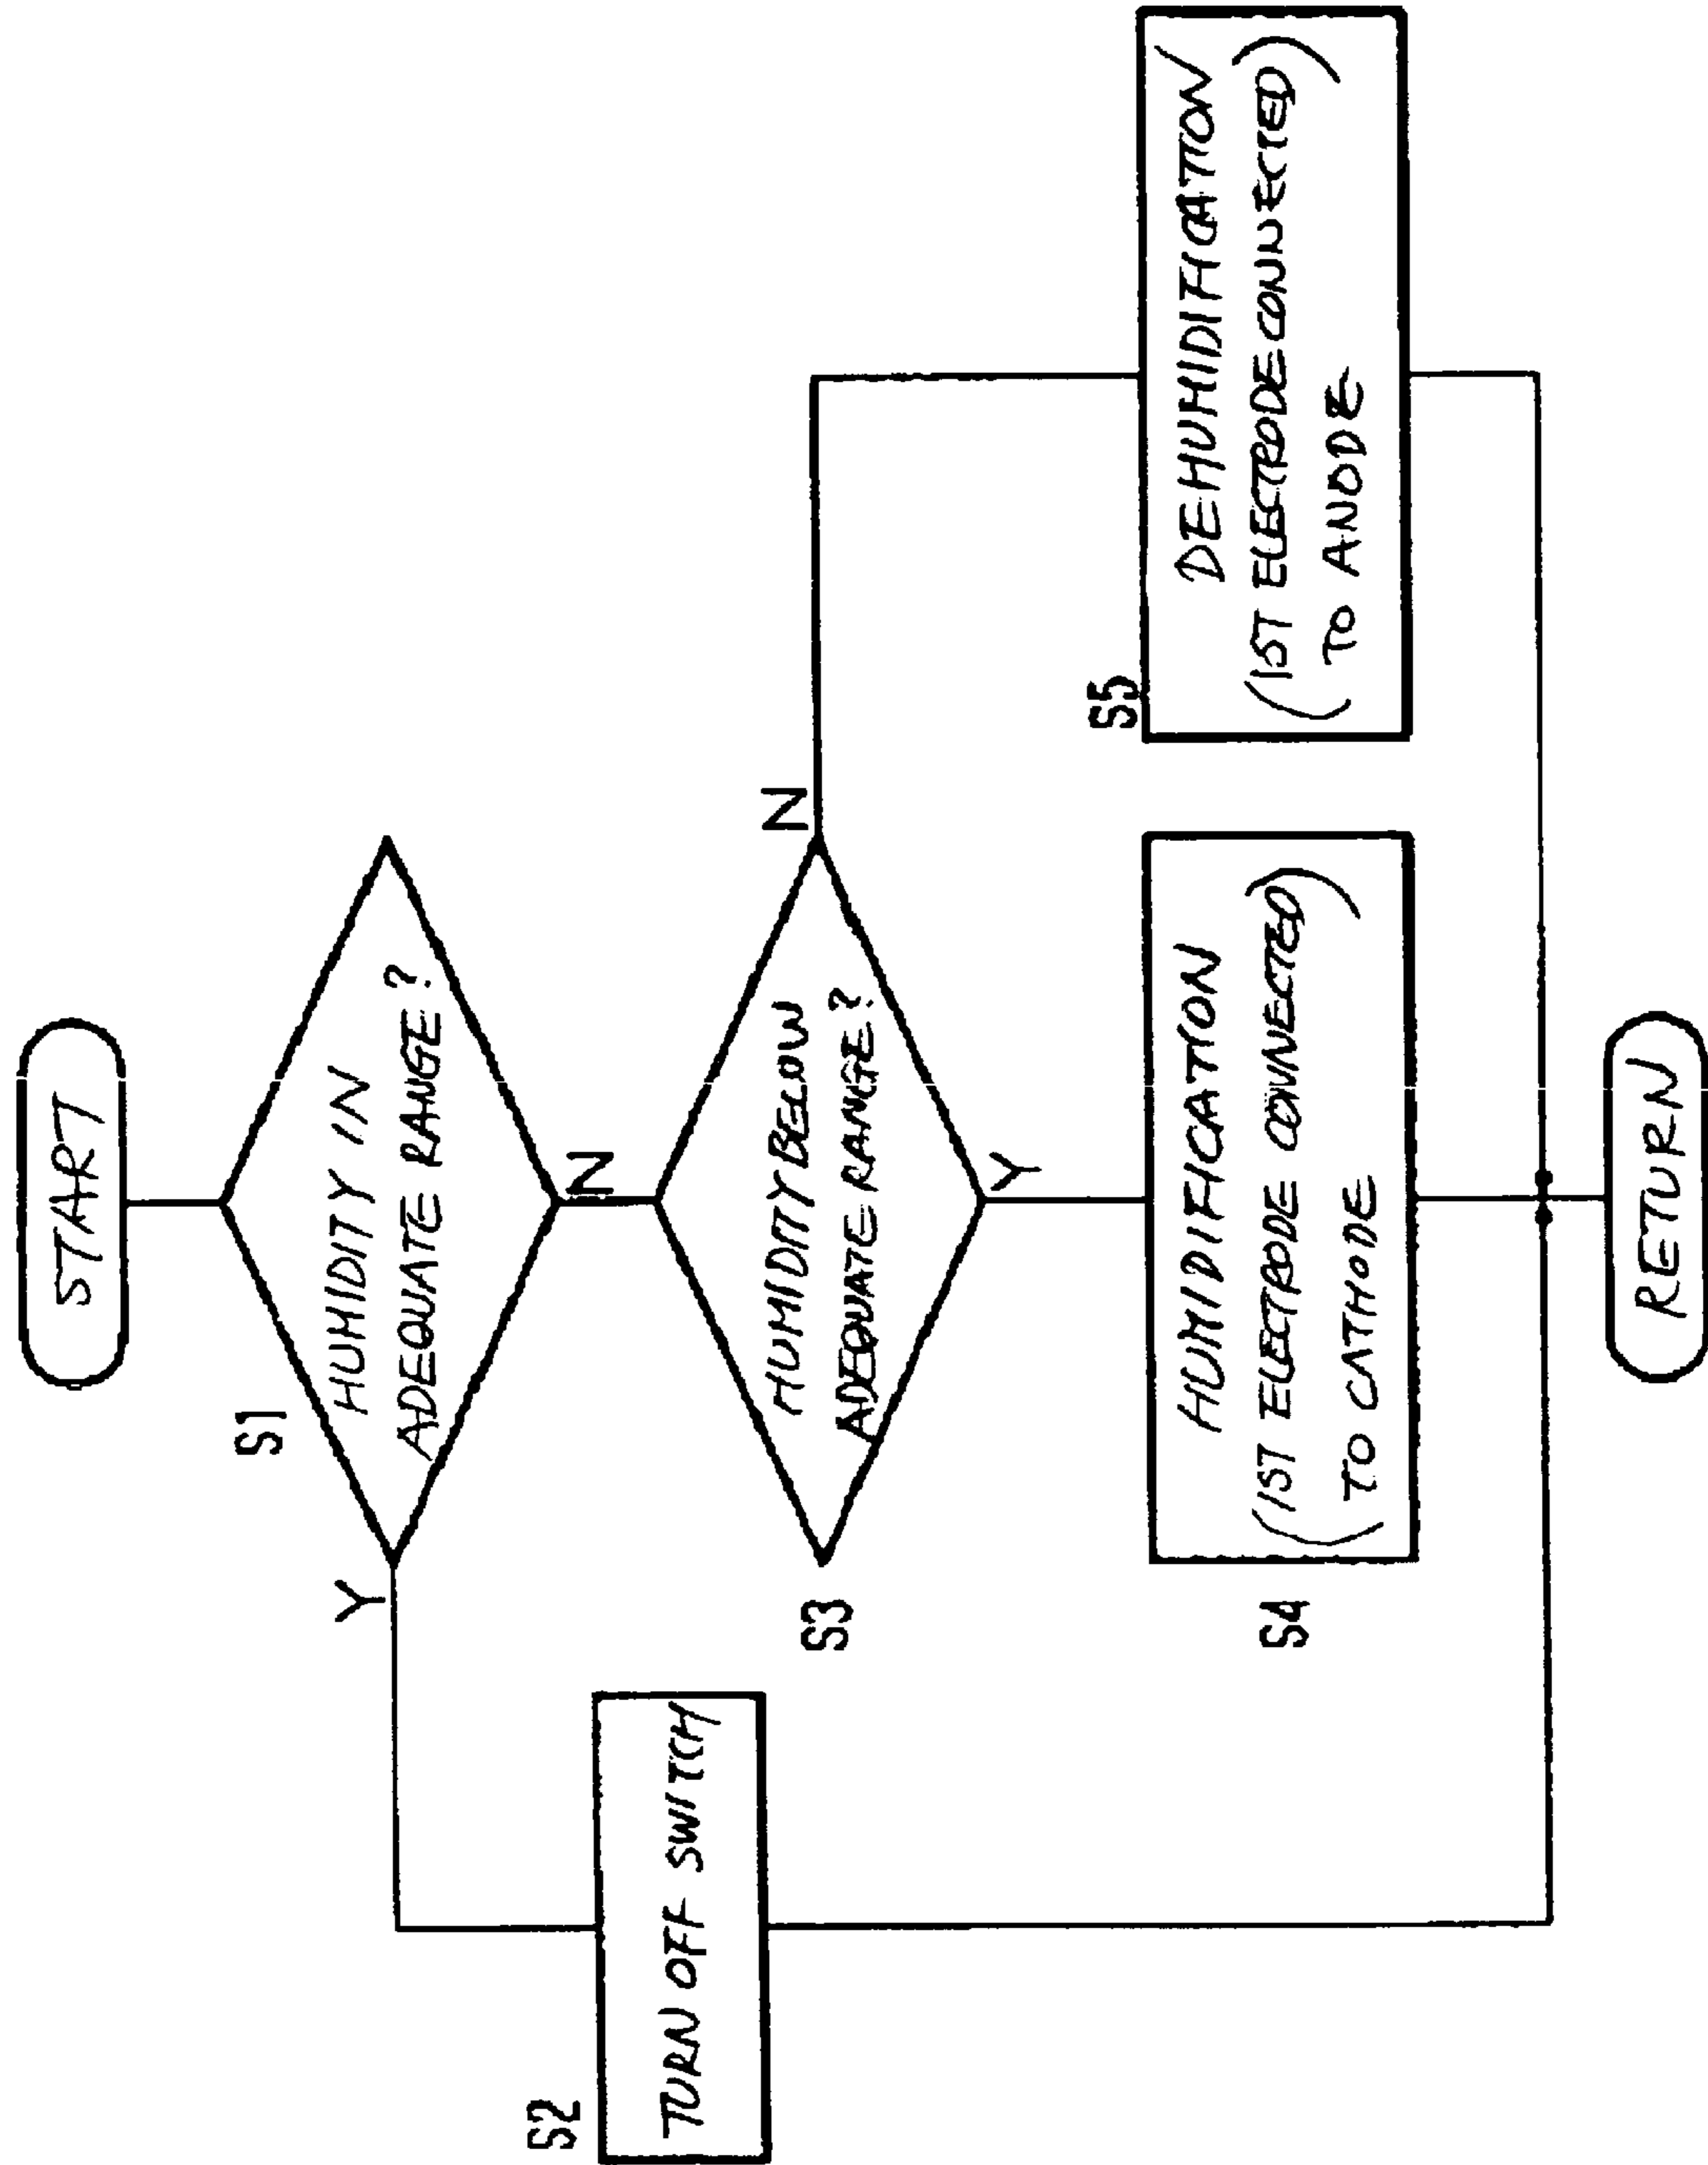 START
S1
HUMIDITY IN
ADEQUATE RANGE?
Y
N
S2
TURN OFF SWITCH
S3
HUMIDITY BELOW
ADEQUATE RANGE?
N
Y
S4
HUMIDIFICATION
(1ST ELECTRODE CONNECTED
TO CATHODE)
S5
DEHUMIDIFICATION
(1ST ELECTRODE CONNECTED
TO ANODE)
RETURN